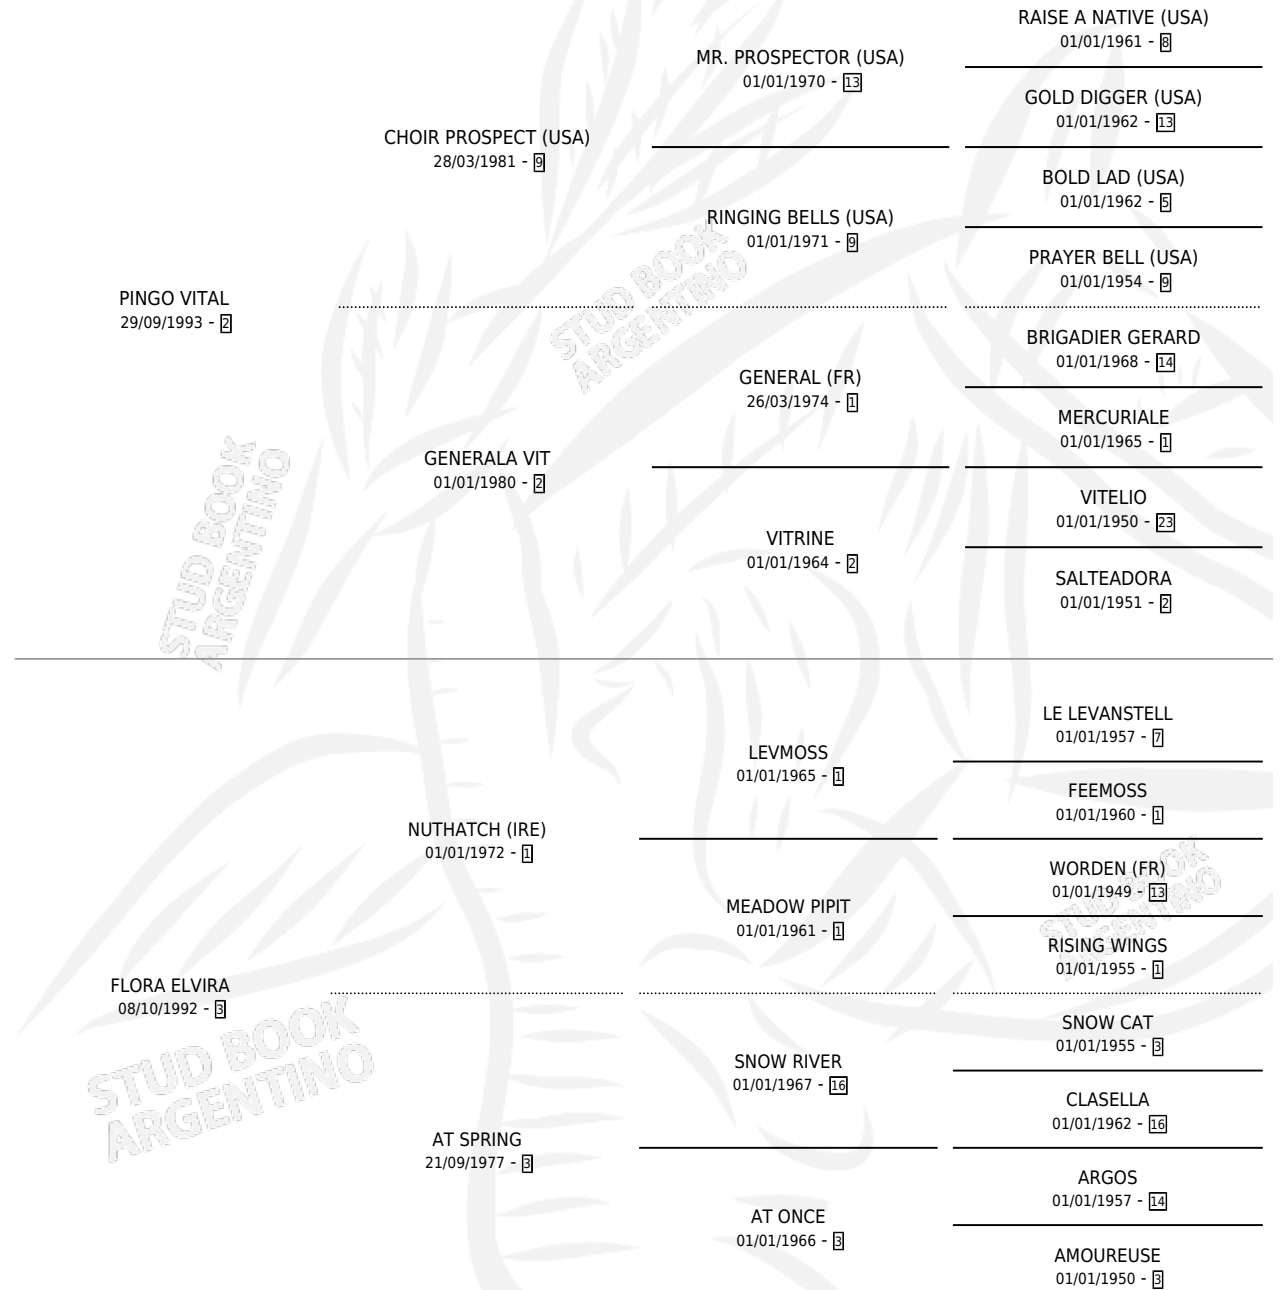 RAISE A NATIVE (USA)
01/01/1961 - 8
MR. PROSPECTOR (USA)
01/01/1970 - 13
GOLD DIGGER (USA)
01/01/1962 - 13
CHOIR PROSPECT (USA)
28/03/1981 - 9
BOLD LAD (USA)
01/01/1962 - 5
RINGING BELLS (USA)
01/01/1971 - 9
PRAYER BELL (USA)
01/01/1954 - 9
PINGO VITAL
29/09/1993 - 2
STUD BOOK
ARGENTINO
BRIGADIER GERARD
01/01/1968 - 14
GENERAL (FR)
26/03/1974 - 1
MERCURIALE
01/01/1965 - 1
GENERALA VIT
01/01/1980 - 2
VITELIO
01/01/1950 - 23
VITRINE
01/01/1964 - 2
SALTEADORA
01/01/1951 - 2
STUD BOOK
ARGENTINO
LE LEVANSTELL
01/01/1957 - 7
LEVMOSS
01/01/1965 - 1
FEEMOSS
01/01/1960 - 1
NUTHATCH (IRE)
01/01/1972 - 1
WORDEN (FR)
01/01/1949 - 13
MEADOW PIPIT
01/01/1961 - 1
STUD BOOK
ARGENTINO
RISING WINGS
01/01/1955 - 1
FLORA ELVIRA
08/10/1992 - 3
SNOW CAT
01/01/1955 - 3
SNOW RIVER
01/01/1967 - 16
STUD BOOK
ARGENTINO
CLASELLA
01/01/1962 - 16
AT SPRING
21/09/1977 - 3
ARGOS
01/01/1957 - 14
AT ONCE
01/01/1966 - 3
AMOUREUSE
01/01/1950 - 3